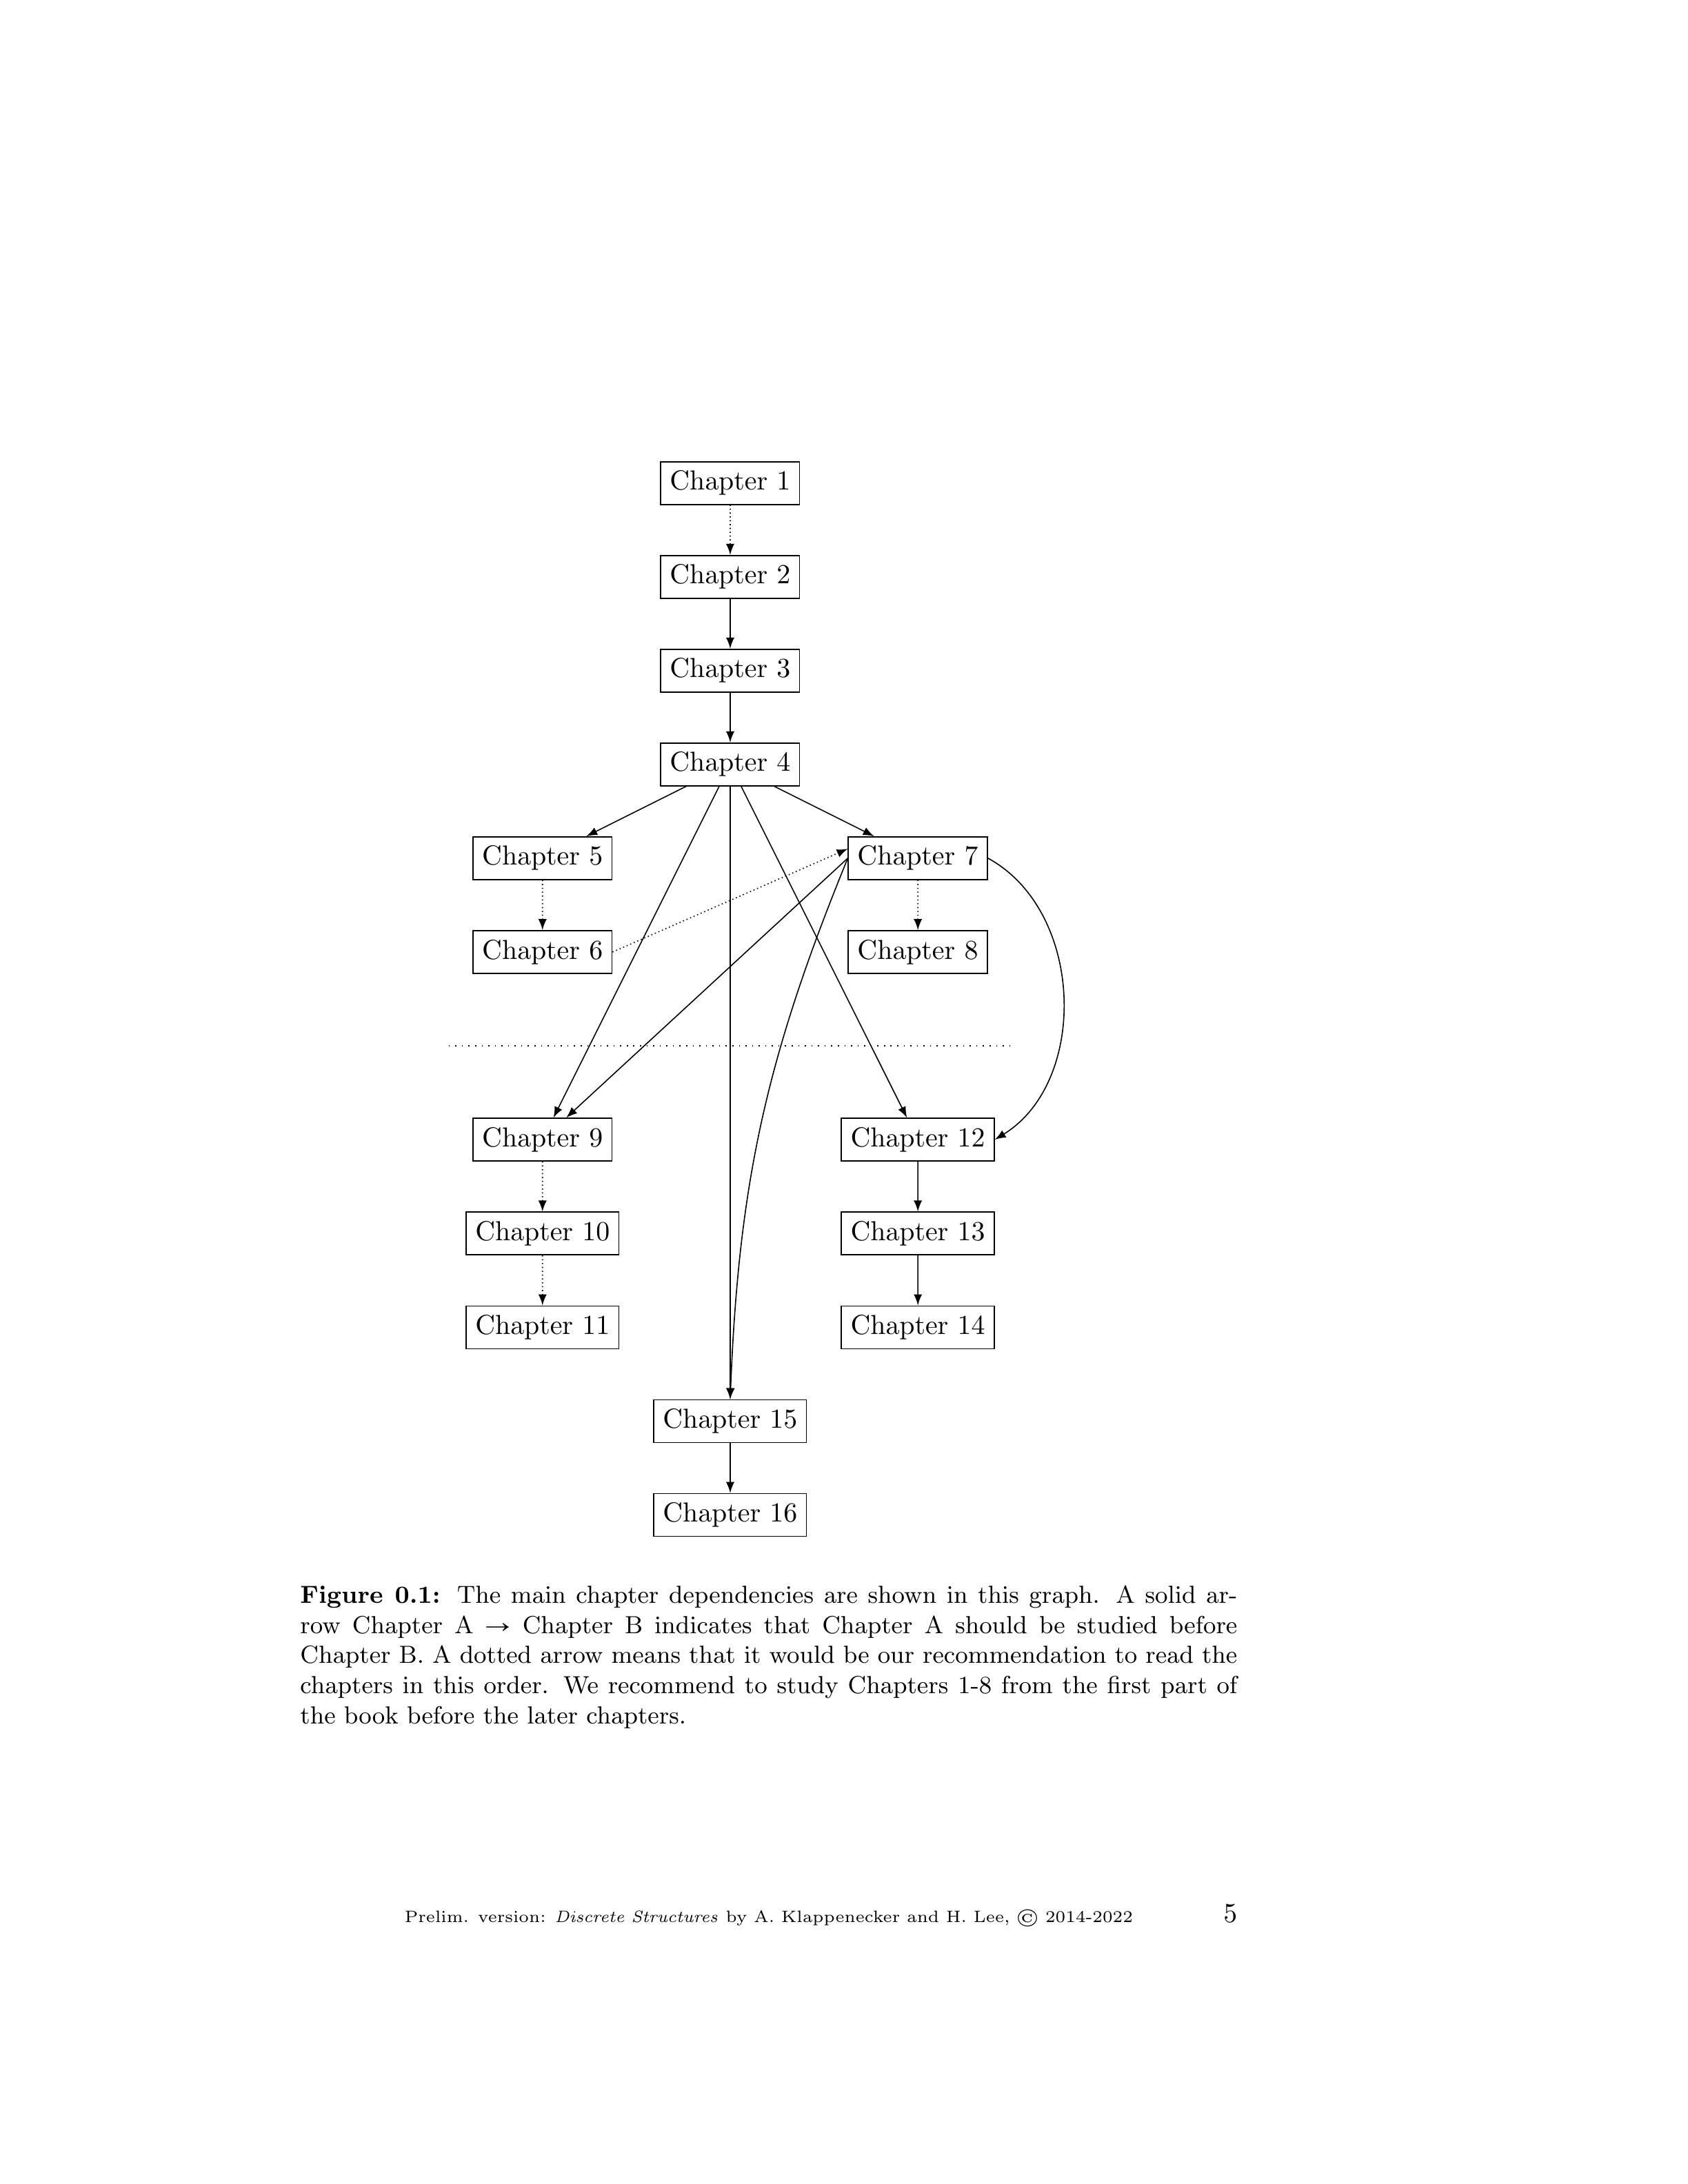 Chapter 1
Chapter 2
Chapter 3
Chapter 4
Chapter 5
Chapter 7
Chapter 6
Chapter 8
Chapter 9
Chapter 12
Chapter 10
Chapter 13
Chapter 11
Chapter 14
Chapter 15
Chapter 16
Figure 0.1: The main chapter dependencies are shown in this graph. A solid ar-
row Chapter A → Chapter B indicates that Chapter A should be studied before
Chapter B. A dotted arrow means that it would be our recommendation to read the
chapters in this order. We recommend to study Chapters 1-8 from the first part of
the book before the later chapters.
Prelim. version: Discrete Structures by A. Klappenecker and H. Lee, © 2014-2022 5